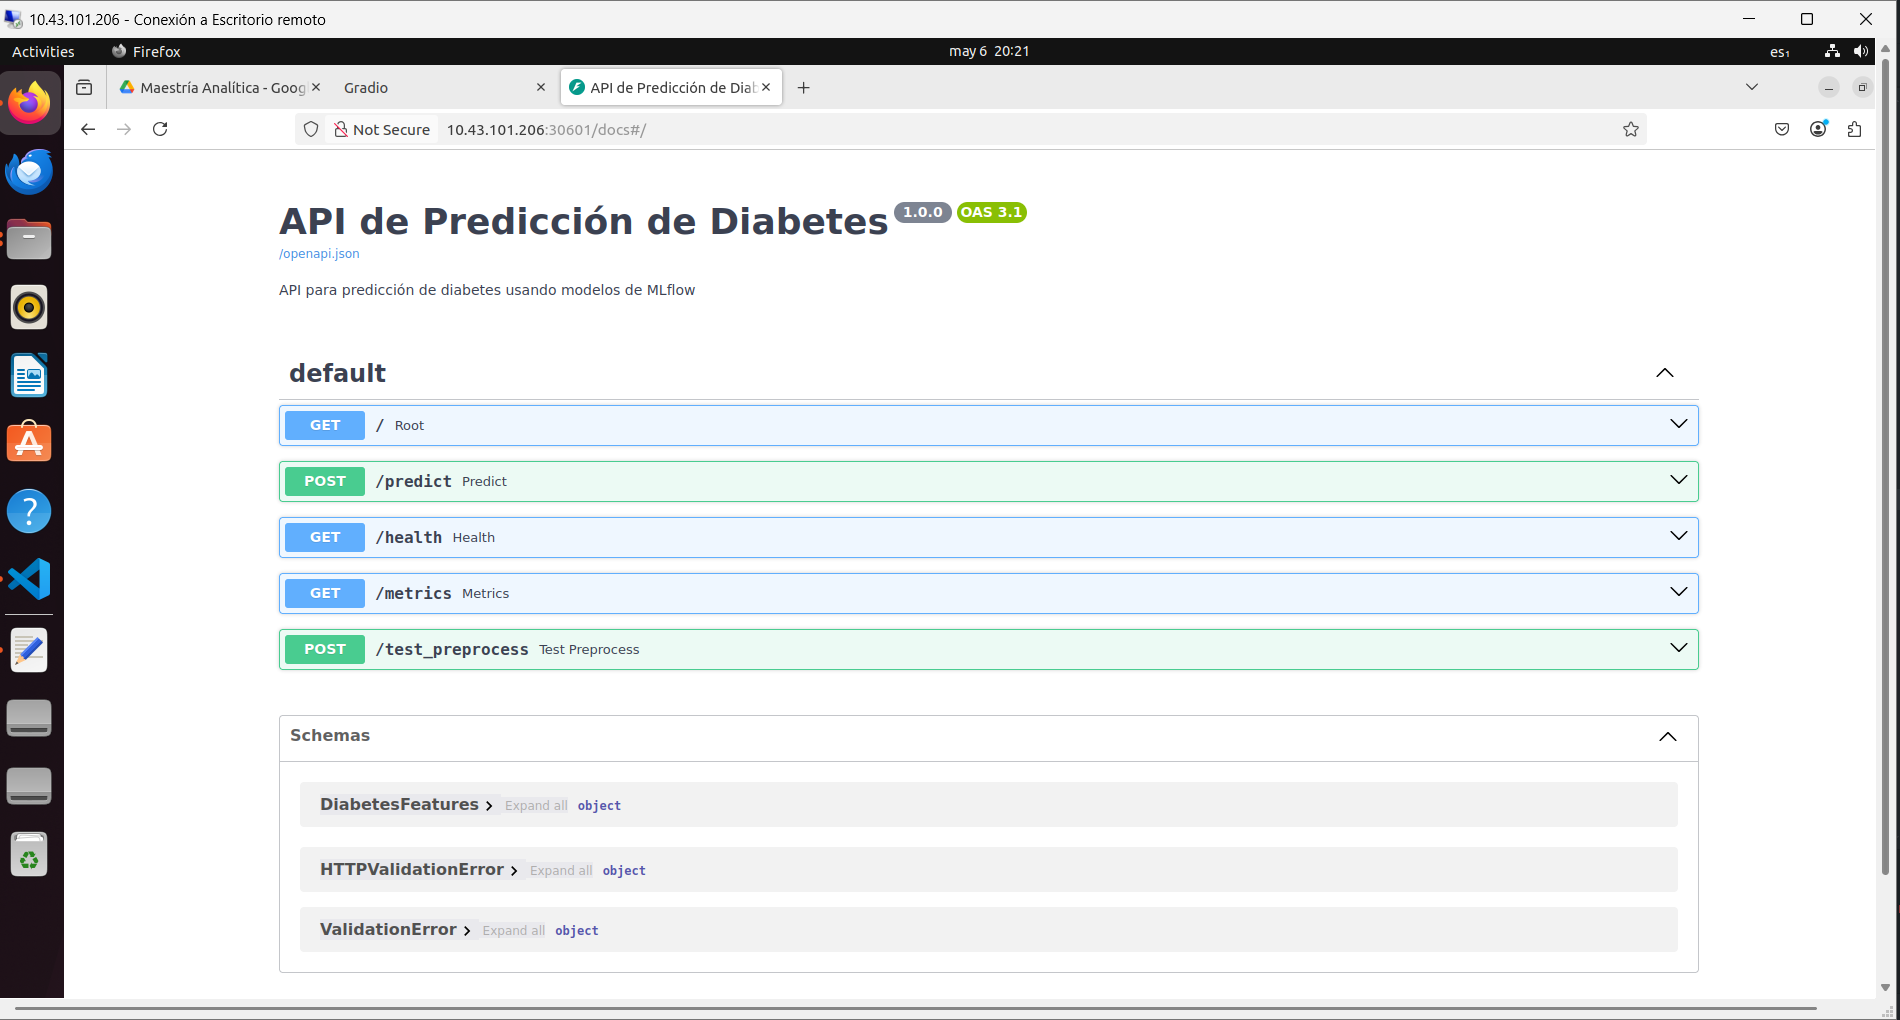 10.43.101.206 - Conexión a Escritorio remoto
Activities Firefox may 6 20:21 es₁
Maestría Analítica - Goog Gradio API de Predicción de Diab
Not Secure 10.43.101.206:30601/docs#/
API de Predicción de Diabetes 1.0.0 OAS 3.1
/openapi.json
API para predicción de diabetes usando modelos de MLflow
default
GET / Root
POST /predict Predict
GET /health Health
GET /metrics Metrics
POST /test_preprocess Test Preprocess
Schemas
DiabetesFeatures Expand all object
HTTPValidationError Expand all object
ValidationError Expand all object